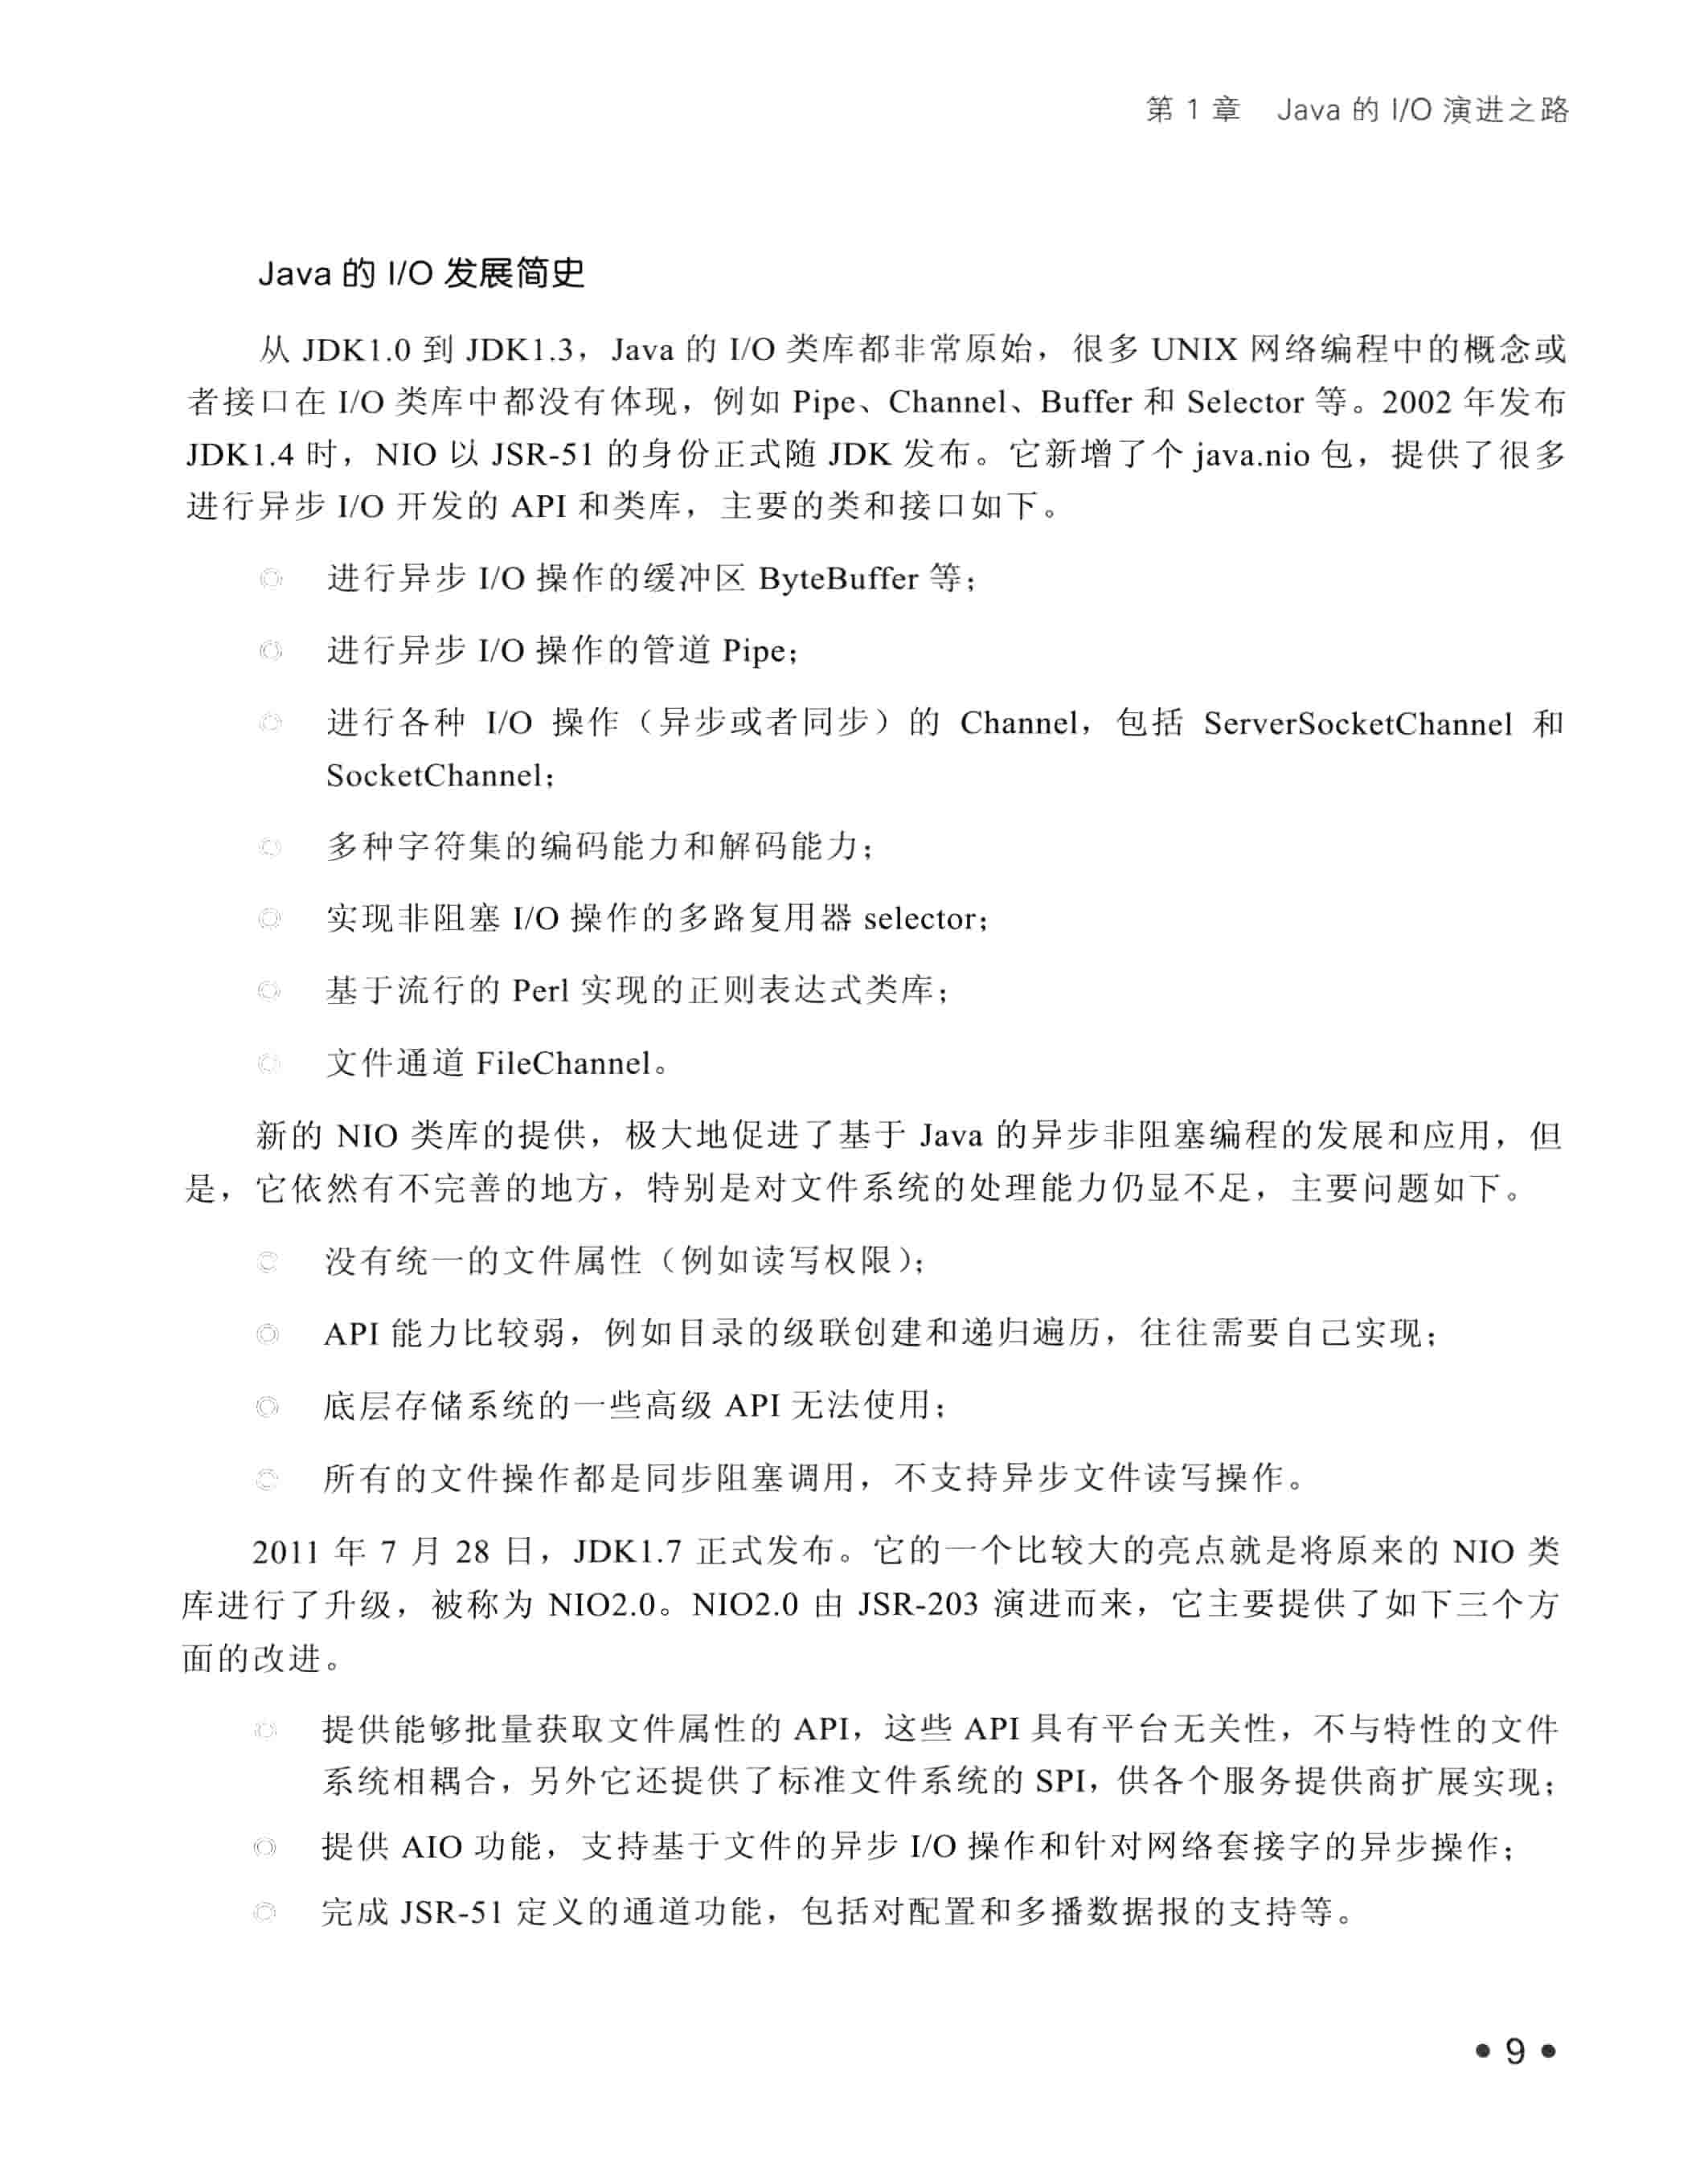 第 1 章 Java 的 I/O 演进之路
Java 的 I/O 发展简史
从 JDK1.0 到 JDK1.3，Java 的 I/O 类库都非常原始，很多 UNIX 网络编程中的概念或
者接口在 I/O 类库中都没有体现，例如 Pipe、Channel、Buffer 和 Selector 等。2002 年发布
JDK1.4 时，NIO 以 JSR-51 的身份正式随 JDK 发布。它新增了个 java.nio 包，提供了很多
进行异步 I/O 开发的 API 和类库，主要的类和接口如下。
◎ 进行异步 I/O 操作的缓冲区 ByteBuffer 等；
◎ 进行异步 I/O 操作的管道 Pipe；
◎ 进行各种 I/O 操作（异步或者同步）的 Channel，包括 ServerSocketChannel 和
SocketChannel；
◎ 多种字符集的编码能力和解码能力；
◎ 实现非阻塞 I/O 操作的多路复用器 selector；
◎ 基于流行的 Perl 实现的正则表达式类库；
◎ 文件通道 FileChannel。
新的 NIO 类库的提供，极大地促进了基于 Java 的异步非阻塞编程的发展和应用，但
是，它依然有不完善的地方，特别是对文件系统的处理能力仍显不足，主要问题如下。
◎ 没有统一的文件属性（例如读写权限）；
◎ API 能力比较弱，例如目录的级联创建和递归遍历，往往需要自己实现；
◎ 底层存储系统的一些高级 API 无法使用；
◎ 所有的文件操作都是同步阻塞调用，不支持异步文件读写操作。
2011 年 7 月 28 日，JDK1.7 正式发布。它的一个比较大的亮点就是将原来的 NIO 类
库进行了升级，被称为 NIO2.0。NIO2.0 由 JSR-203 演进而来，它主要提供了如下三个方
面的改进。
◎ 提供能够批量获取文件属性的 API，这些 API 具有平台无关性，不与特性的文件
系统相耦合，另外它还提供了标准文件系统的 SPI，供各个服务提供商扩展实现；
◎ 提供 AIO 功能，支持基于文件的异步 I/O 操作和针对网络套接字的异步操作；
◎ 完成 JSR-51 定义的通道功能，包括对配置和多播数据报的支持等。
• 9 •